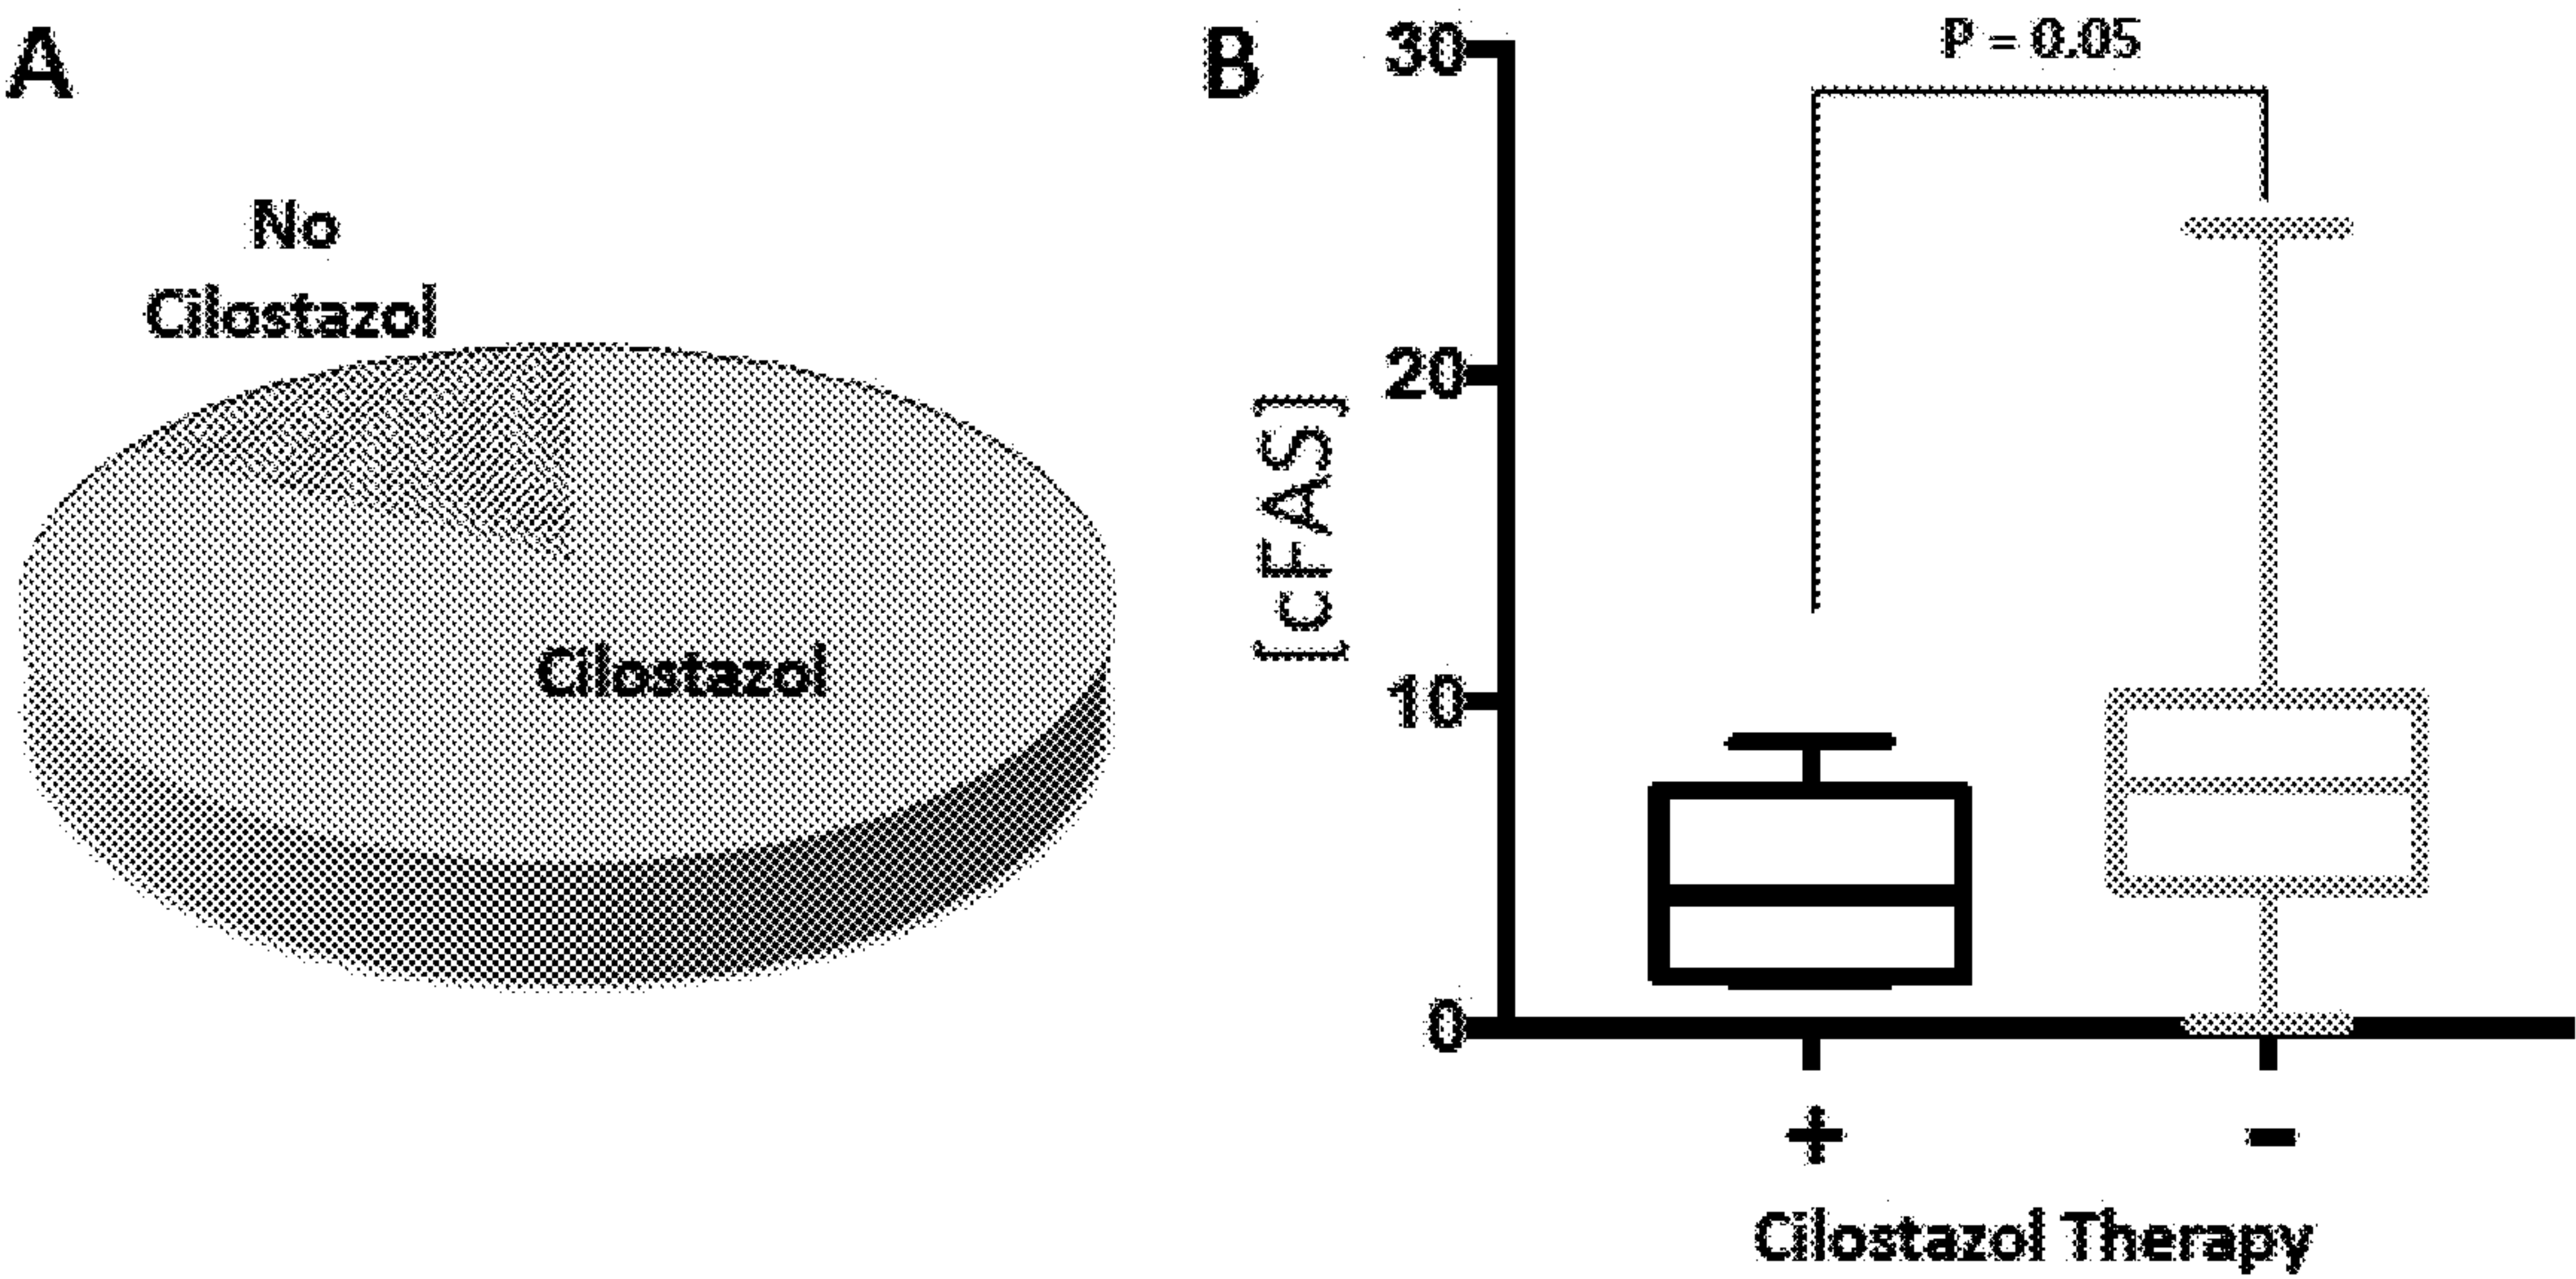 A
No
Cilostazol
Cilostazol
B
P = 0.05
30
20
10
0
[cFAS]
+
−
Cilostazol Therapy